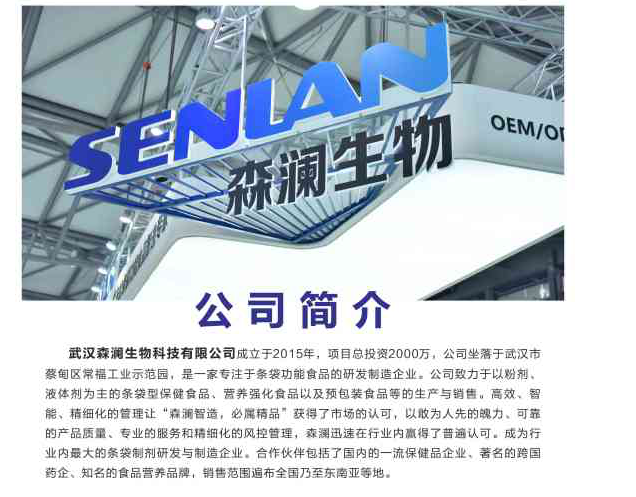 SENLAN
森澜生物
OEM/O
公司简介
武汉森澜生物科技有限公司成立于2015年，项目总投资2000万，公司坐落于武汉市
蔡甸区常福工业示范园，是一家专注于条袋功能食品的研发制造企业。公司致力于以粉剂、
液体剂为主的条袋型保健食品、营养强化食品以及预包装食品等的生产与销售。高效、智
能、精细化的管理让“森澜智造，必属精品”获得了市场的认可，以敢为人先的魄力、可靠
的产品质量、专业的服务和精细化的风控管理，森澜迅速在行业内赢得了普遍认可。成为行
业内最大的条袋制剂研发与制造企业。合作伙伴包括了国内的一流保健品企业、著名的跨国
药企、知名的食品营养品牌，销售范围遍布全国乃至东南亚等地。